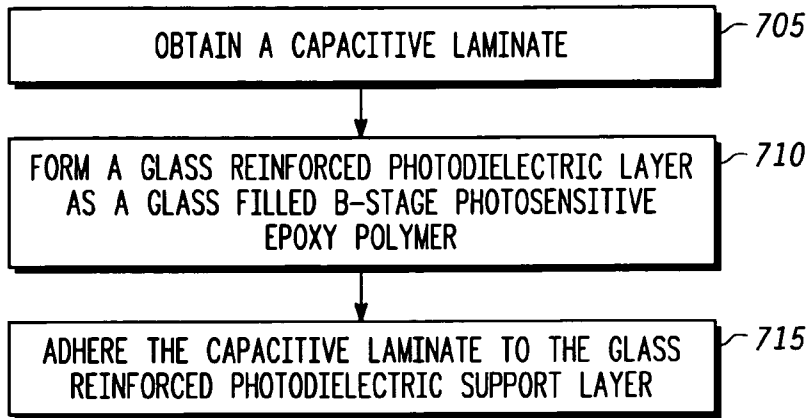 OBTAIN A CAPACITIVE LAMINATE
705
FORM A GLASS REINFORCED PHOTODIELECTRIC LAYER
AS A GLASS FILLED B-STAGE PHOTOSENSITIVE
EPOXY POLYMER
710
ADHERE THE CAPACITIVE LAMINATE TO THE GLASS
REINFORCED PHOTODIELECTRIC SUPPORT LAYER
715